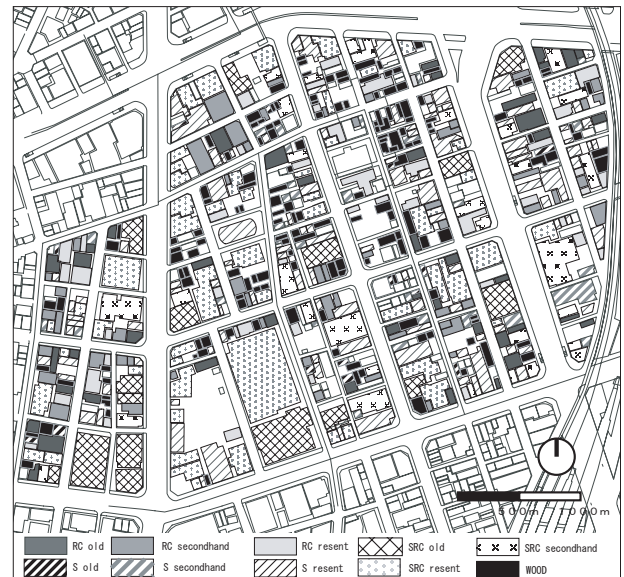 500m 1000m
RC old RC secondhand RC resent SRC old SRC secondhand
S old S secondhand S resent SRC resent WOOD